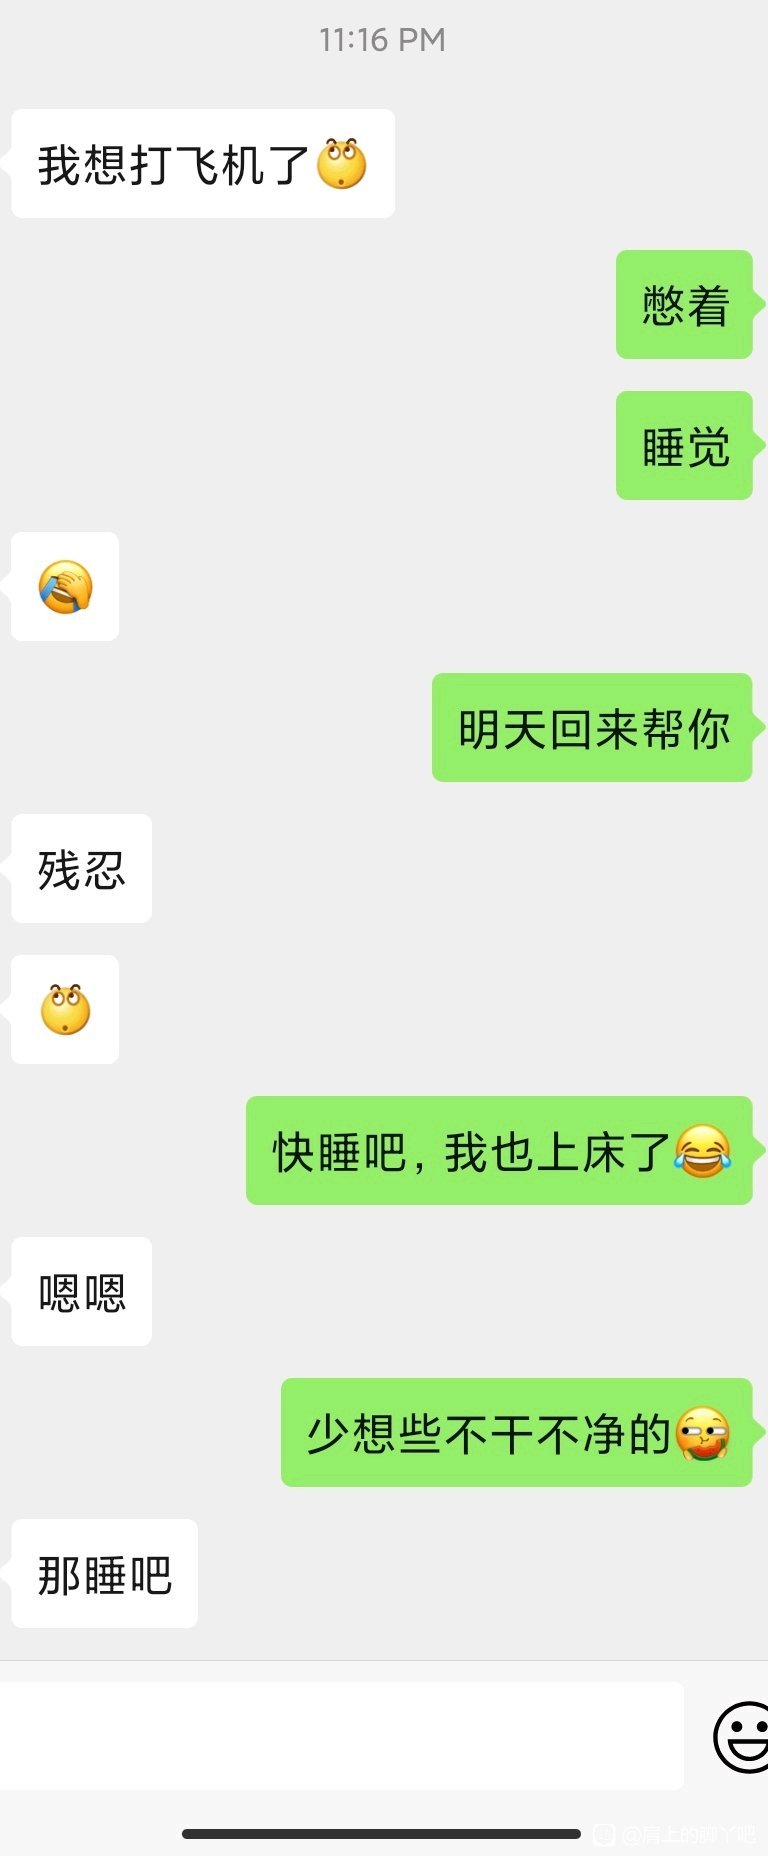 11:16 PM
我想打飞机了
憋着
睡觉
明天回来帮你
残忍
快睡吧，我也上床了
嗯嗯
少想些不干不净的
那睡吧
@肩上的脚丫吧